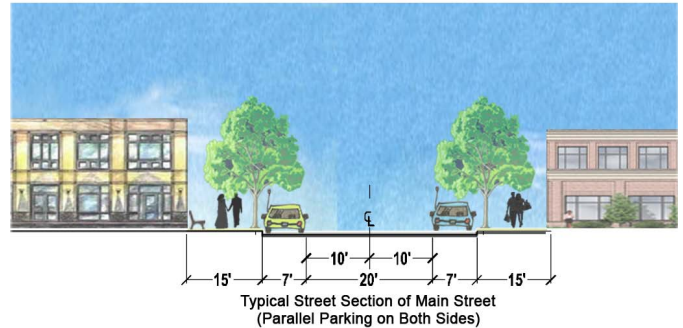 ℄
10' 10'
15' 7' 20' 7' 15'
Typical Street Section of Main Street
(Parallel Parking on Both Sides)